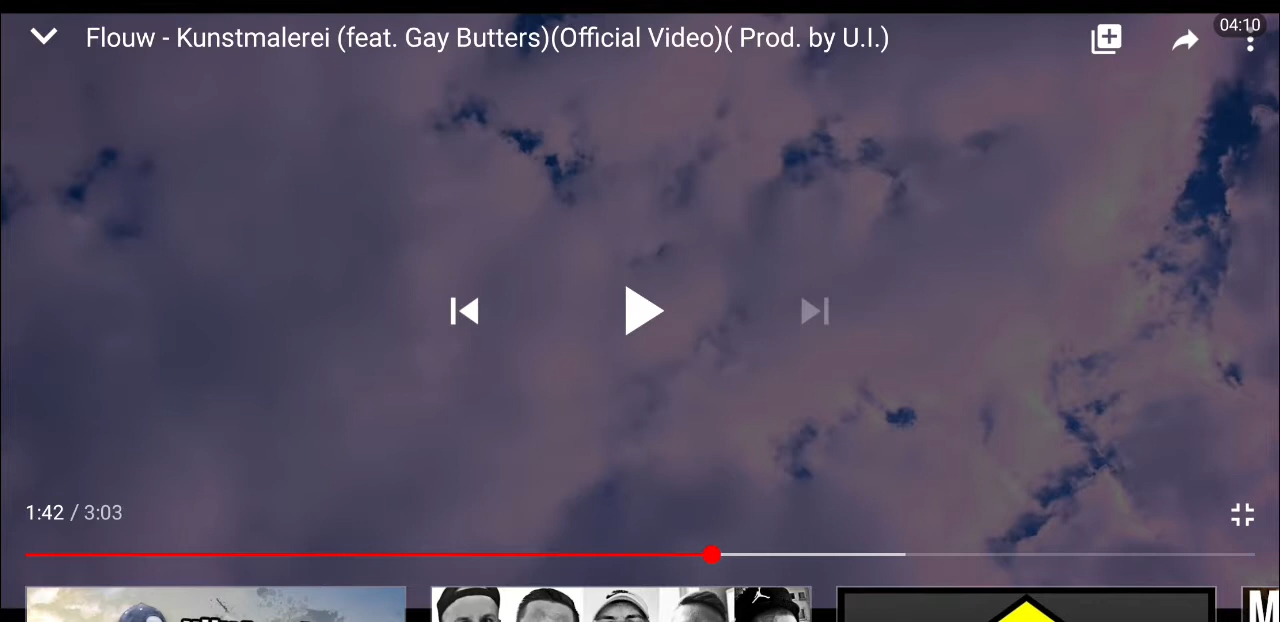 04:10
Flouw - Kunstmalerei (feat. Gay Butters)(Official Video)( Prod. by U.I.)
1:42 / 3:03
M